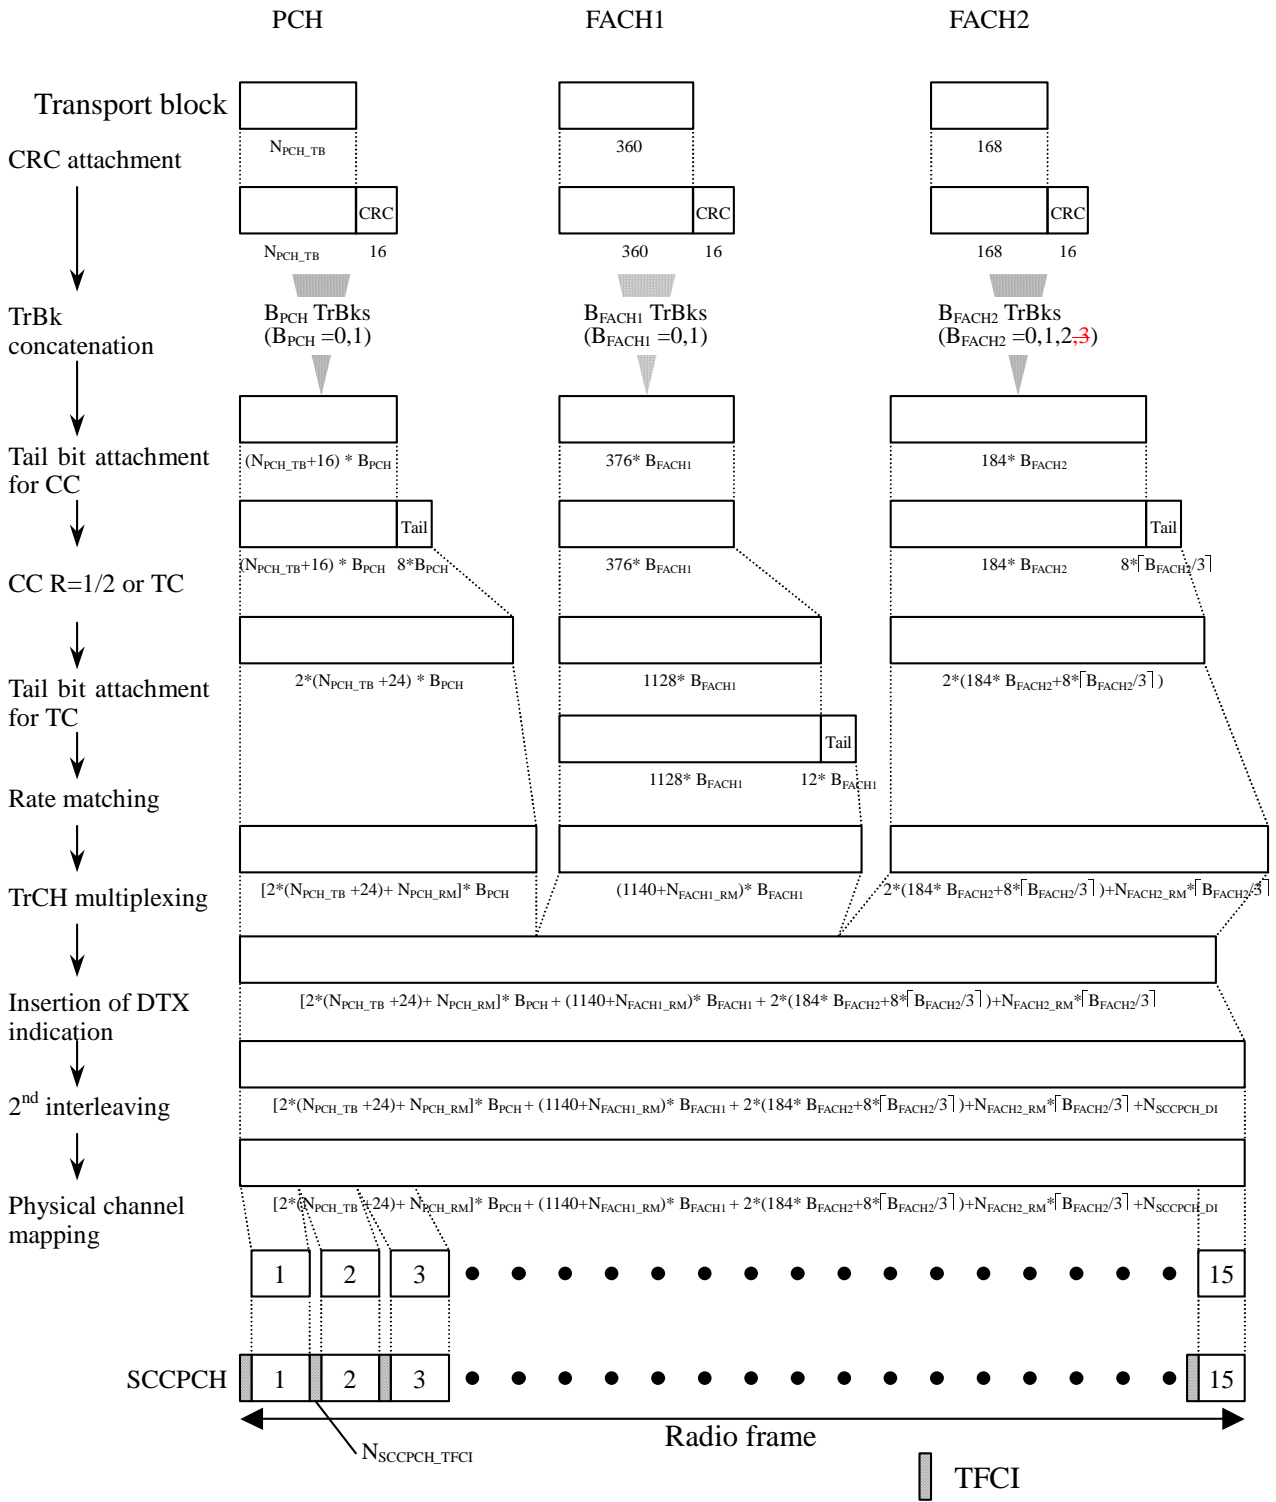 PCH FACH1 FACH2
Transport block
N_PCH_TB 360 168
CRC attachment
CRC CRC CRC
N_PCH_TB 16 360 16 168 16
TrBk
concatenation
B_PCH TrBks
(B_PCH =0,1)
B_FACH1 TrBks
(B_FACH1 =0,1)
B_FACH2 TrBks
(B_FACH2 =0,1,2,3)
Tail bit attachment
for CC
(N_PCH_TB+16) * B_PCH 376* B_FACH1 184* B_FACH2
Tail Tail
(N_PCH_TB+16) * B_PCH 8*B_PCH 376* B_FACH1 184* B_FACH2 8*⌈B_FACH2/3⌉
CC R=1/2 or TC
2*(N_PCH_TB +24) * B_PCH 1128* B_FACH1 2*(184* B_FACH2+8*⌈B_FACH2/3⌉ )
Tail bit attachment
for TC
Tail
1128* B_FACH1 12* B_FACH1
Rate matching
[2*(N_PCH_TB +24)+ N_PCH_RM]* B_PCH (1140+N_FACH1_RM)* B_FACH1 2*(184* B_FACH2+8*⌈B_FACH2/3⌉ )+N_FACH2_RM*⌈B_FACH2/3⌉
TrCH multiplexing
[2*(N_PCH_TB +24)+ N_PCH_RM]* B_PCH + (1140+N_FACH1_RM)* B_FACH1 + 2*(184* B_FACH2+8*⌈B_FACH2/3⌉ )+N_FACH2_RM*⌈B_FACH2/3⌉
Insertion of DTX
indication
[2*(N_PCH_TB +24)+ N_PCH_RM]* B_PCH + (1140+N_FACH1_RM)* B_FACH1 + 2*(184* B_FACH2+8*⌈B_FACH2/3⌉ )+N_FACH2_RM*⌈B_FACH2/3⌉ +N_SCCPCH_DI
2nd interleaving
[2*(N_PCH_TB +24)+ N_PCH_RM]* B_PCH + (1140+N_FACH1_RM)* B_FACH1 + 2*(184* B_FACH2+8*⌈B_FACH2/3⌉ )+N_FACH2_RM*⌈B_FACH2/3⌉ +N_SCCPCH_DI
Physical channel
mapping
1 2 3 15
SCCPCH 1 2 3 15
Radio frame
N_SCCPCH_TFCI
TFCI